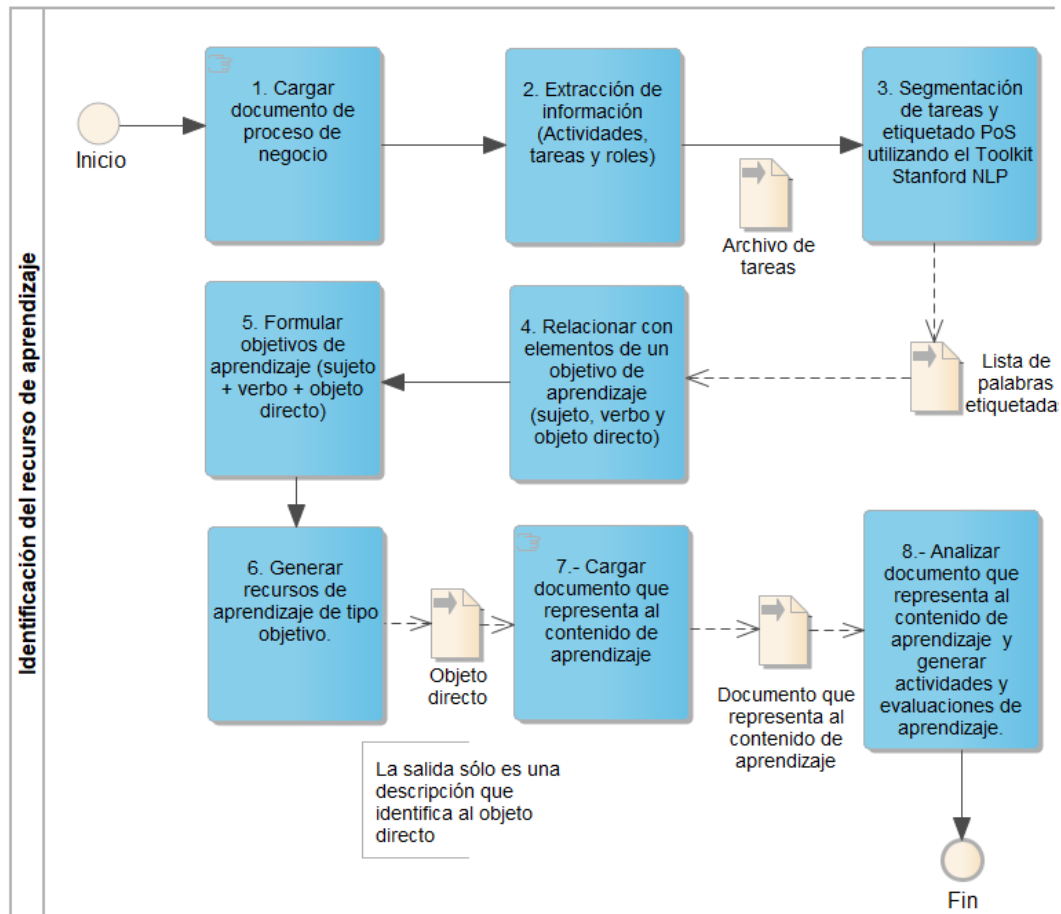 Identificación del recurso de aprendizaje
Inicio
1. Cargar
documento de
proceso de
negocio
2. Extracción de
información
(Actividades,
tareas y roles)
Archivo de
tareas
3. Segmentación
de tareas y
etiquetado PoS
utilizando el Toolkit
Stanford NLP
Lista de
palabras
etiquetadas
4. Relacionar con
elementos de un
objetivo de
aprendizaje
(sujeto, verbo y
objeto directo)
5. Formular
objetivos de
aprendizaje (sujeto
+ verbo + objeto
directo)
6. Generar
recursos de
aprendizaje de tipo
objetivo.
Objeto
directo
La salida sólo es una
descripción que
identifica al objeto
directo
7.- Cargar
documento que
representa al
contenido de
aprendizaje
Documento que
representa al
contenido de
aprendizaje
8.- Analizar
documento que
representa al
contenido de
aprendizaje y
generar
actividades y
evaluaciones de
aprendizaje.
Fin